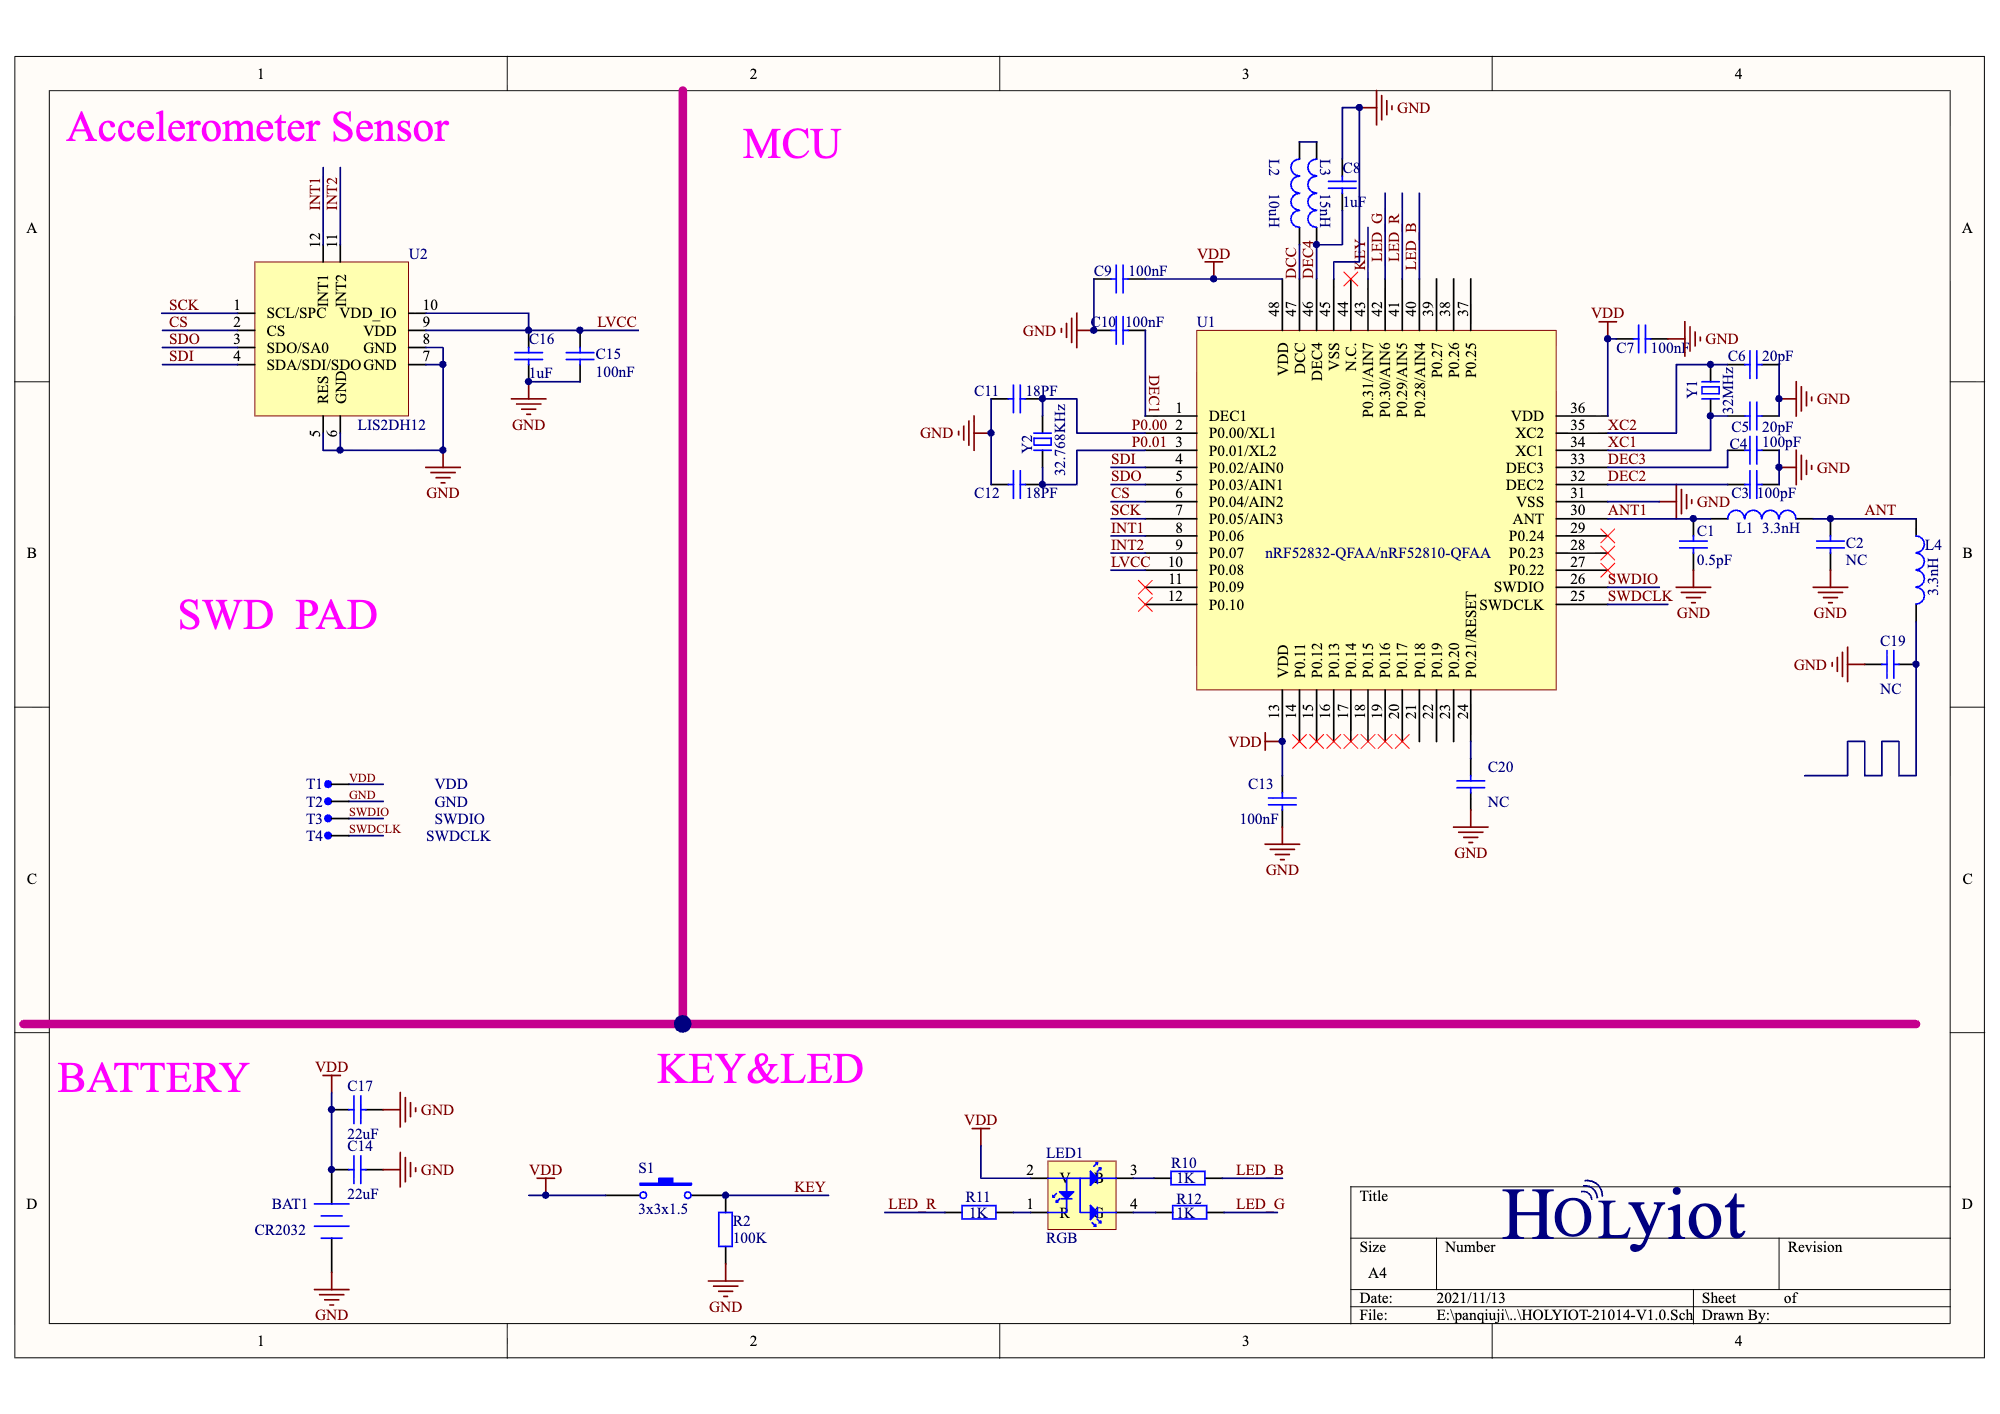 1 2 3 4
Accelerometer Sensor
MCU
SWD PAD
BATTERY
KEY&LED
A
B
C
D
A
B
C
D
INT1
INT2
12
11
U2
SCK 1 SCL/SPC
CS 2 CS
SDO 3 SDO/SA0
SDI 4 SDA/SDI/SDO
INT1
INT2
VDD_IO 10
VDD 9
GND 8
GND 7
RES
GND
5
6
LIS2DH12
LVCC
C16
1uF
C15
100nF
GND
GND
T1 VDD VDD
T2 GND GND
T3 SWDIO SWDIO
T4 SWDCLK SWDCLK
GND
L2 10uH
L3 15nH
C8
1uF
DCC
DEC4
KEY
LED_G
LED_R
LED_B
VDD
C9 100nF
C10 100nF
GND
DEC1
C11 18PF
C12 18PF
GND
Y2
32.768KHz
U1
48 47 46 45 44 43 42 41 40 39 38 37
VDD
DCC
DEC4
VSS
N.C.
P0.31/AIN7
P0.30/AIN6
P0.29/AIN5
P0.28/AIN4
P0.27
P0.26
P0.25
1 DEC1
P0.00 2 P0.00/XL1
P0.01 3 P0.01/XL2
SDI 4 P0.02/AIN0
SDO 5 P0.03/AIN1
CS 6 P0.04/AIN2
SCK 7 P0.05/AIN3
INT1 8 P0.06
INT2 9 P0.07
LVCC 10 P0.08
11 P0.09
12 P0.10
nRF52832-QFAA/nRF52810-QFAA
VDD 36
XC2 35 XC2
XC1 34 XC1
DEC3 33 DEC3
DEC2 32 DEC2
VSS 31 GND
ANT 30 ANT1
P0.24 29
P0.23 28
P0.22 27
SWDIO 26 SWDIO
SWDCLK 25 SWDCLK
VDD
P0.11
P0.12
P0.13
P0.14
P0.15
P0.16
P0.17
P0.18
P0.19
P0.20
P0.21/RESET
13 14 15 16 17 18 19 20 21 22 23 24
VDD
C13
100nF
GND
C20
NC
GND
VDD
C7 100nF
GND
C6 20pF
Y1
32MHz
GND
C5 20pF
C4 100pF
GND
C3 100pF
C1
0.5pF
GND
L1 3.3nH
C2
NC
GND
ANT
L4
3.3nH
C19
GND
NC
VDD
C17
GND
22uF
C14
GND
22uF
BAT1
CR2032
GND
VDD
S1
3x3x1.5
KEY
R2
100K
GND
VDD
LED1
2 V B 3
R10
1K
LED_B
LED_R
R11
1K
1 R G 4
R12
1K
LED_G
RGB
Title
HOLyiot
Size
A4
Number
Revision
Date: 2021/11/13
Sheet of
File: E:\panqiuji\..\HOLYIOT-21014-V1.0.Sch
Drawn By:
1 2 3 4